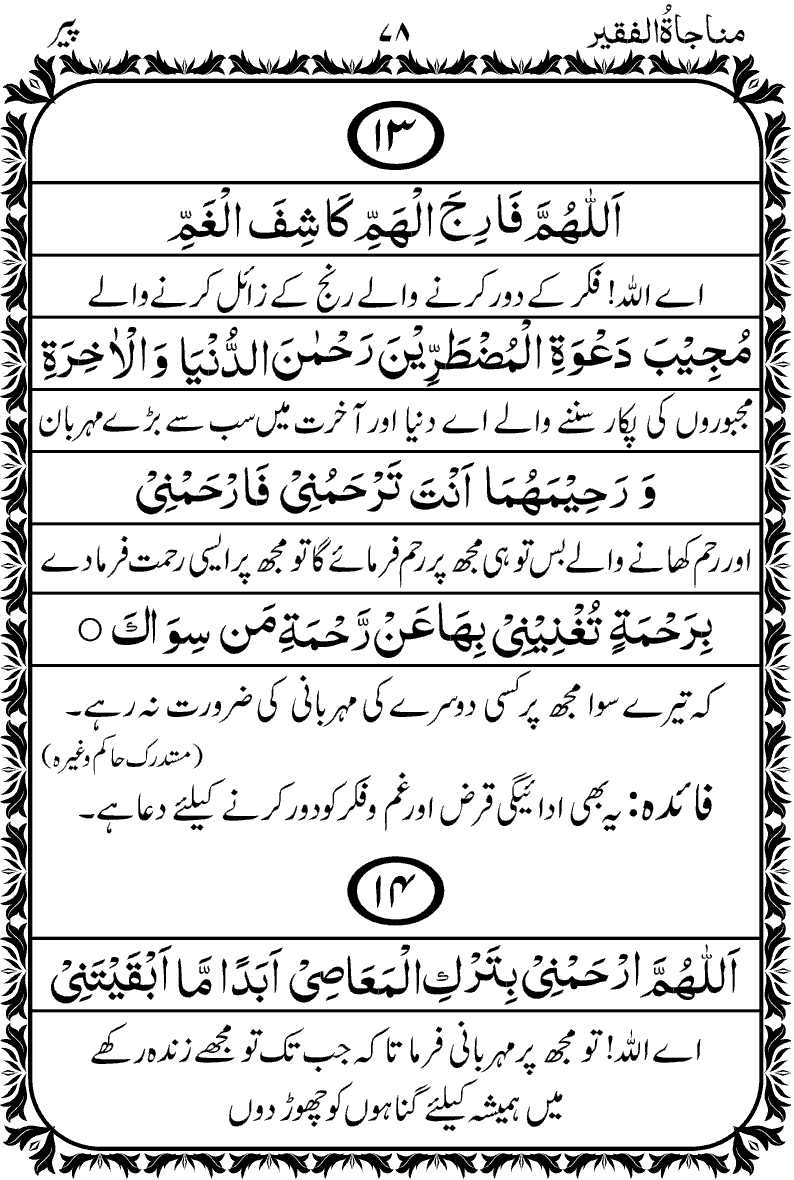 مناجاۃُالفقیر ۷۸ پیر
۱۳
اَللّٰهُمَّ فَارِجَ الْهَمِّ كَاشِفَ الْغَمِّ
اے اللہ! فکر کے دور کرنے والے رنج کے زائل کرنے والے
مُجِيْبَ دَعْوَةِ الْمُضْطَرِّيْنَ رَحْمٰنَ الدُّنْيَا وَالْاٰخِرَةِ
مجبوروں کی پکار سننے والے اے دنیا اور آخرت میں سب سے بڑے مہربان
وَ رَحِيْمَهُمَا اَنْتَ تَرْحَمُنِيْ فَارْحَمْنِيْ
اور رحم کھانے والے بس تو ہی مجھ پر رحم فرمائے گا تو مجھ پر ایسی رحمت فرما دے
بِرَحْمَةٍ تُغْنِيْنِيْ بِهَا عَنْ رَّحْمَةِ مَن سِوَاكَ ○
کہ تیرے سوا مجھ پر کسی دوسرے کی مہربانی کی ضرورت نہ رہے۔
(مستدرک حاکم وغیرہ)
فائدہ: یہ بھی ادائیگی قرض اور غم و فکر کو دور کرنے کیلئے دعا ہے۔
۱۴
اَللّٰهُمَّ ارْحَمْنِيْ بِتَرْكِ الْمَعَاصِيْ اَبَدًا مَّا اَبْقَيْتَنِيْ
اے اللہ! تو مجھ پر مہربانی فرما تا کہ جب تک تو مجھے زندہ رکھے
میں ہمیشہ کیلئے گناہوں کو چھوڑ دوں